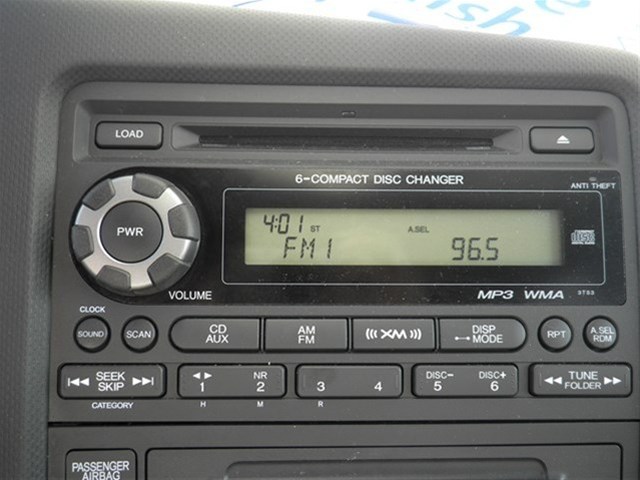 LOAD
6-COMPACT DISC CHANGER
ANTI THEFT
PWR
4:01 ST A.SEL
FM1 96.5
VOLUME
MP3 WMA
CLOCK
SOUND
SCAN
CD
AUX
AM
FM
XM
DISP
MODE
RPT
A.SEL
RDM
SEEK
SKIP
CATEGORY
1
NR
2
H M
3 4
R
DISC- DISC+
5 6
TUNE
FOLDER
PASSENGER
AIRBAG